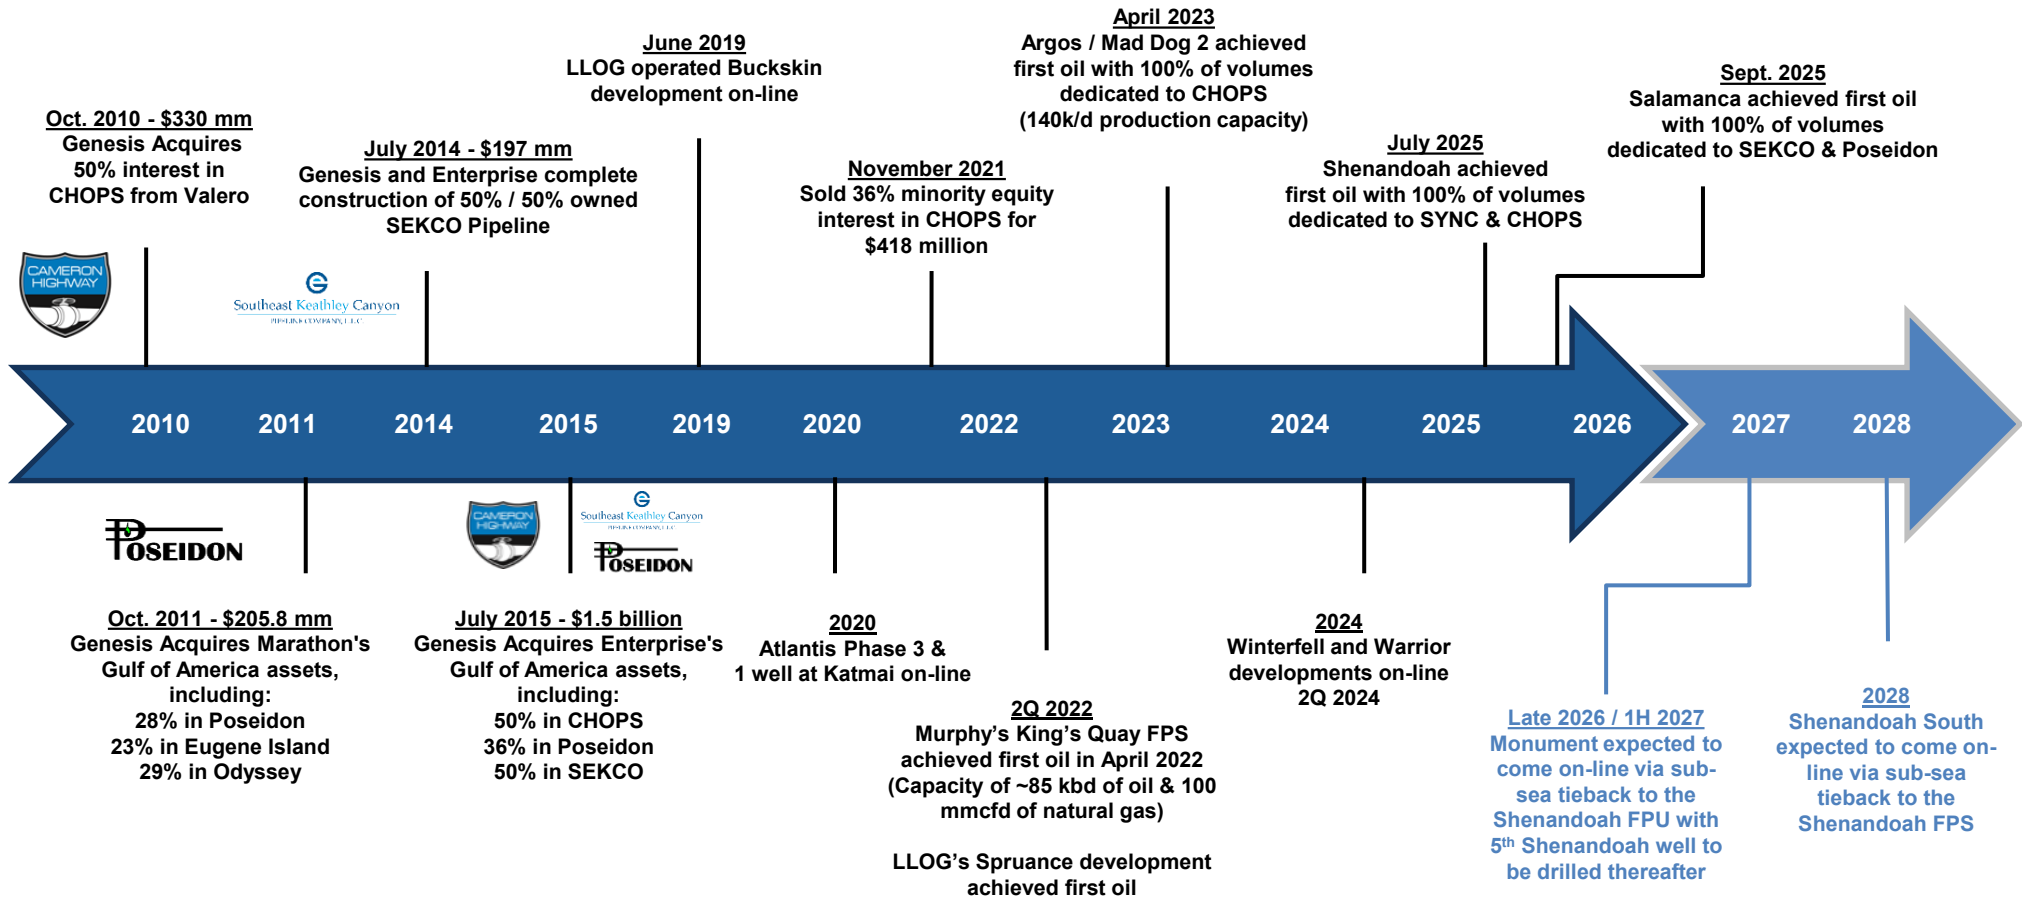 Oct. 2010 - $330 mm
Genesis Acquires
50% interest in
CHOPS from Valero
July 2014 - $197 mm
Genesis and Enterprise complete
construction of 50% / 50% owned
SEKCO Pipeline
June 2019
LLOG operated Buckskin
development on-line
November 2021
Sold 36% minority equity
interest in CHOPS for
$418 million
April 2023
Argos / Mad Dog 2 achieved
first oil with 100% of volumes
dedicated to CHOPS
(140k/d production capacity)
July 2025
Shenandoah achieved
first oil with 100% of volumes
dedicated to SYNC & CHOPS
Sept. 2025
Salamanca achieved first oil
with 100% of volumes
dedicated to SEKCO & Poseidon
CAMERON
HIGHWAY
Southeast Keathley Canyon
PIPELINE COMPANY, L.L.C.
2010 2011 2014 2015 2019 2020 2022 2023 2024 2025 2026 2027 2028
POSEIDON
CAMERON
HIGHWAY
Southeast Keathley Canyon
PIPELINE COMPANY, L.L.C.
POSEIDON
Oct. 2011 - $205.8 mm
Genesis Acquires Marathon's
Gulf of America assets,
including:
28% in Poseidon
23% in Eugene Island
29% in Odyssey
July 2015 - $1.5 billion
Genesis Acquires Enterprise's
Gulf of America assets,
including:
50% in CHOPS
36% in Poseidon
50% in SEKCO
2020
Atlantis Phase 3 &
1 well at Katmai on-line
2Q 2022
Murphy’s King’s Quay FPS
achieved first oil in April 2022
(Capacity of ~85 kbd of oil & 100
mmcfd of natural gas)
LLOG’s Spruance development
achieved first oil
2024
Winterfell and Warrior
developments on-line
2Q 2024
Late 2026 / 1H 2027
Monument expected to
come on-line via sub-
sea tieback to the
Shenandoah FPU with
5th Shenandoah well to
be drilled thereafter
2028
Shenandoah South
expected to come on-
line via sub-sea
tieback to the
Shenandoah FPS